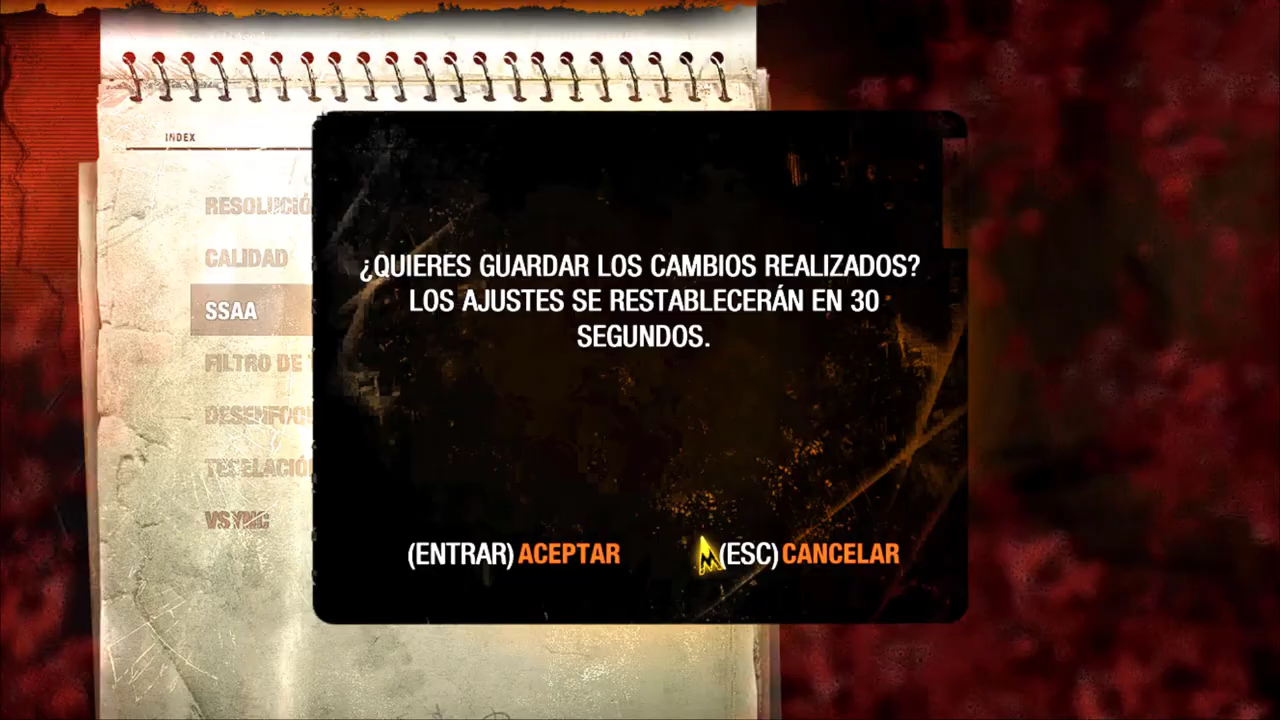 INDEX
RESOLUCIÓ
CALIDAD
SSAA
FILTRO DE
DESENFOQU
TESELACIÓ
VSYNC
¿QUIERES GUARDAR LOS CAMBIOS REALIZADOS?
LOS AJUSTES SE RESTABLECERÁN EN 30
SEGUNDOS.
(ENTRAR) ACEPTAR
(ESC) CANCELAR